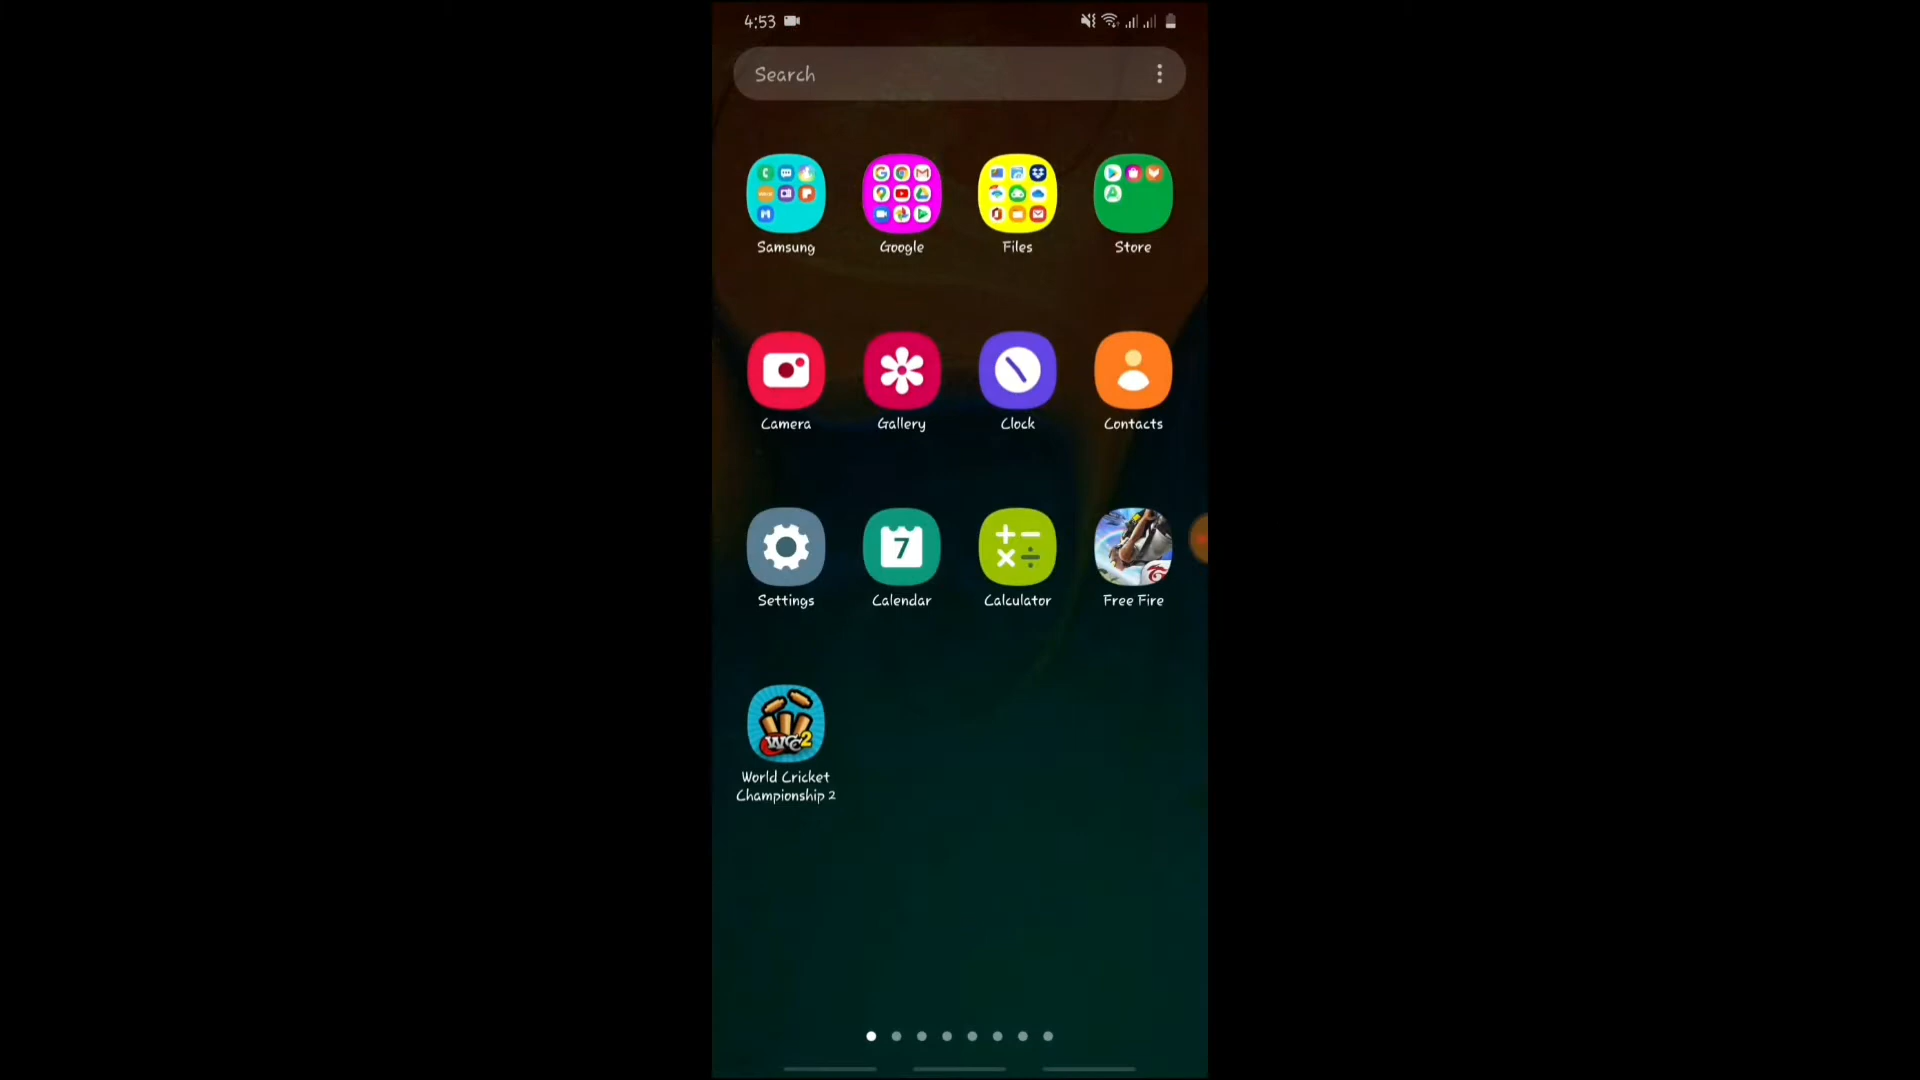 4:53
Search
Samsung
Google
Files
Store
Camera
Gallery
Clock
Contacts
7
Settings
Calendar
Calculator
Free Fire
WCC2
World Cricket
Championship 2